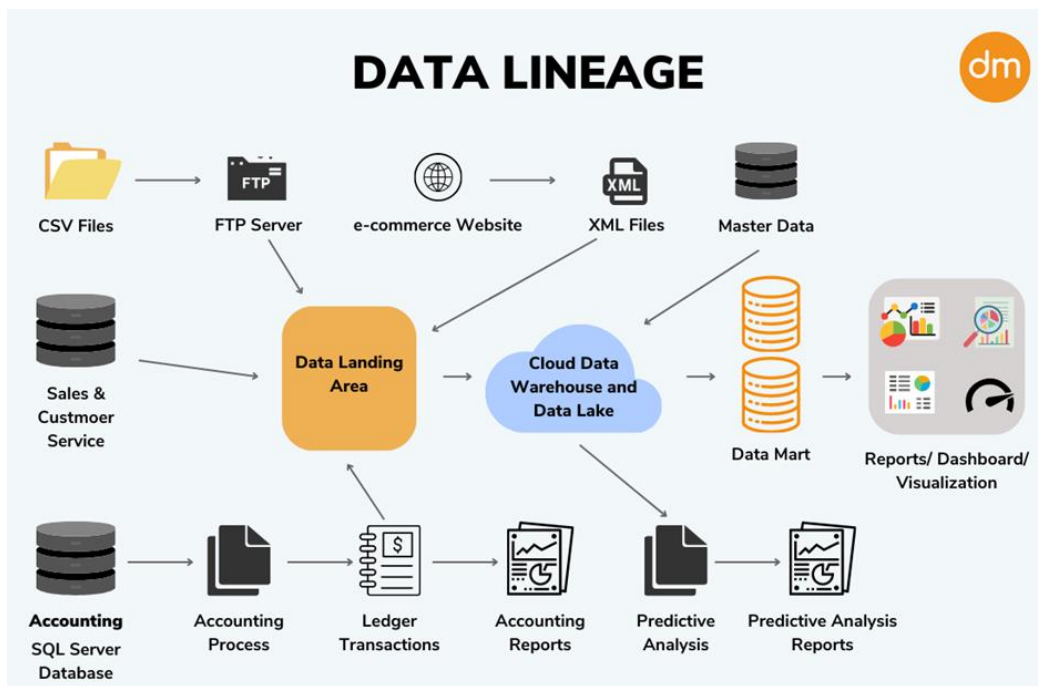 DATA LINEAGE
dm
FTP
XML
CSV Files
FTP Server
e-commerce Website
XML Files
Master Data
Data Landing
Area
Cloud Data
Warehouse and
Data Lake
Sales &
Custmoer
Service
Data Mart
Reports/ Dashboard/
Visualization
$
Accounting
SQL Server
Database
Accounting
Process
Ledger
Transactions
Accounting
Reports
Predictive
Analysis
Predictive Analysis
Reports